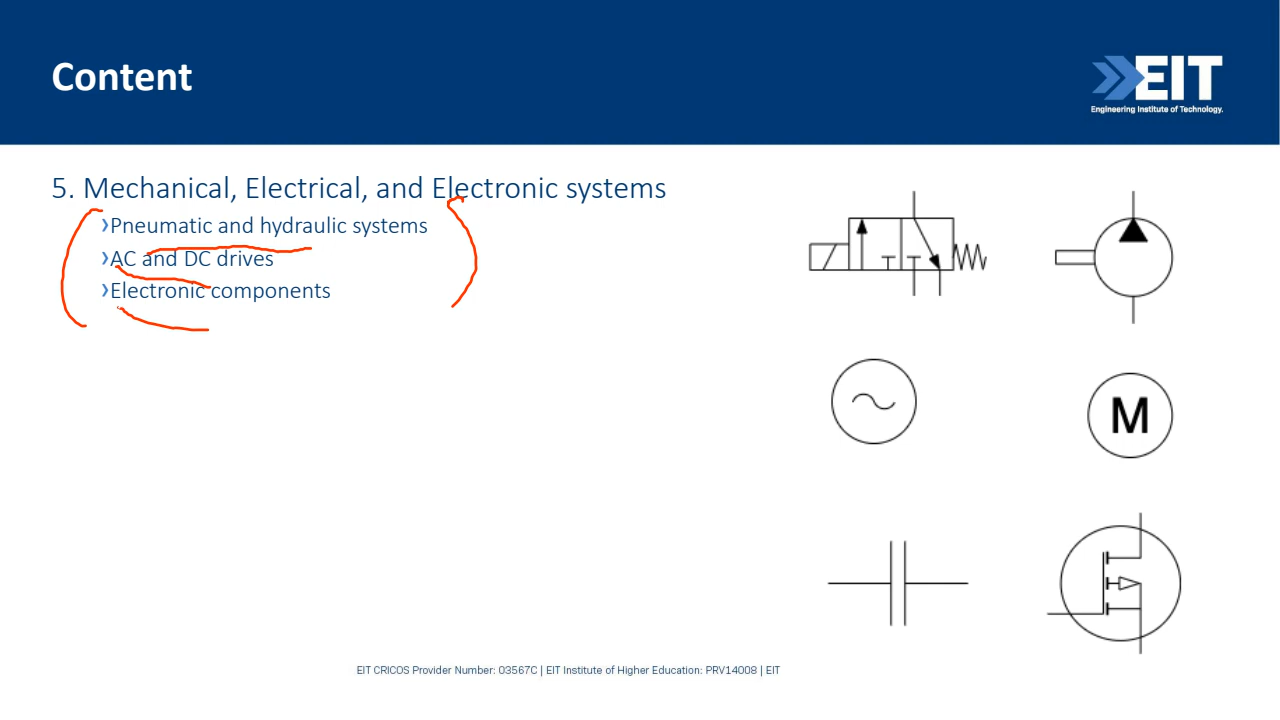 Content
EIT
Engineering Institute of Technology.
5. Mechanical, Electrical, and Electronic systems
›Pneumatic and hydraulic systems
›AC and DC drives
›Electronic components
M
EIT CRICOS Provider Number: 03567C | EIT Institute of Higher Education: PRV14008 | EIT